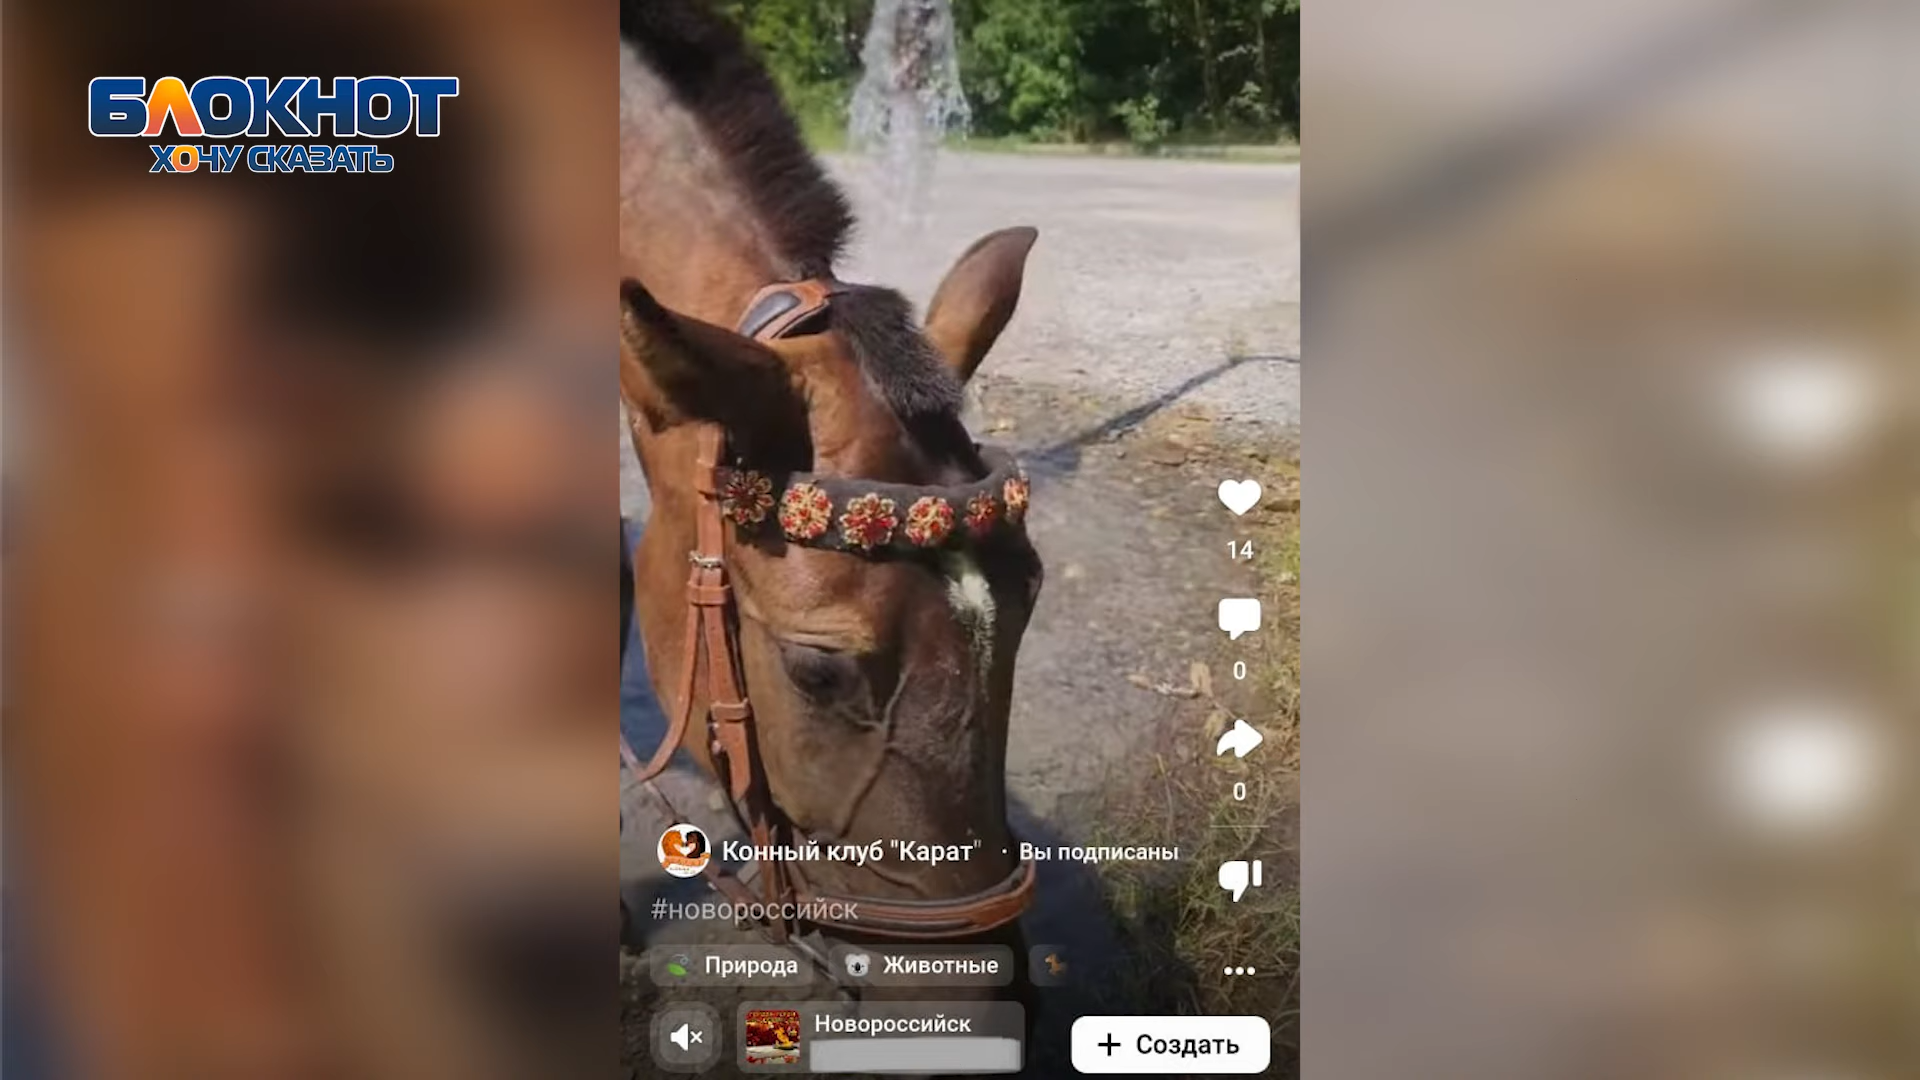 БЛОКНОТ
ХОЧУ СКАЗАТЬ
14
0
0
Конный клуб "Карат" · Вы подписаны
#новороссийск
Природа
Животные
Новороссийск
+ Создать